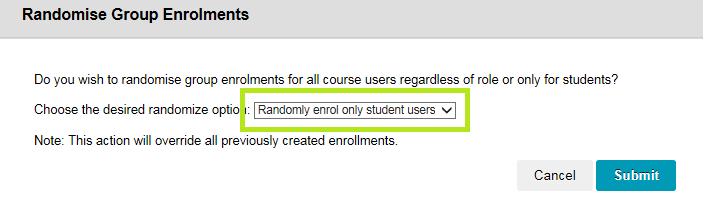 Randomise Group Enrolments
Do you wish to randomise group enrolments for all course users regardless of role or only for students?
Choose the desired randomize option: Randomly enrol only student users
Note: This action will override all previously created enrollments.
Cancel Submit